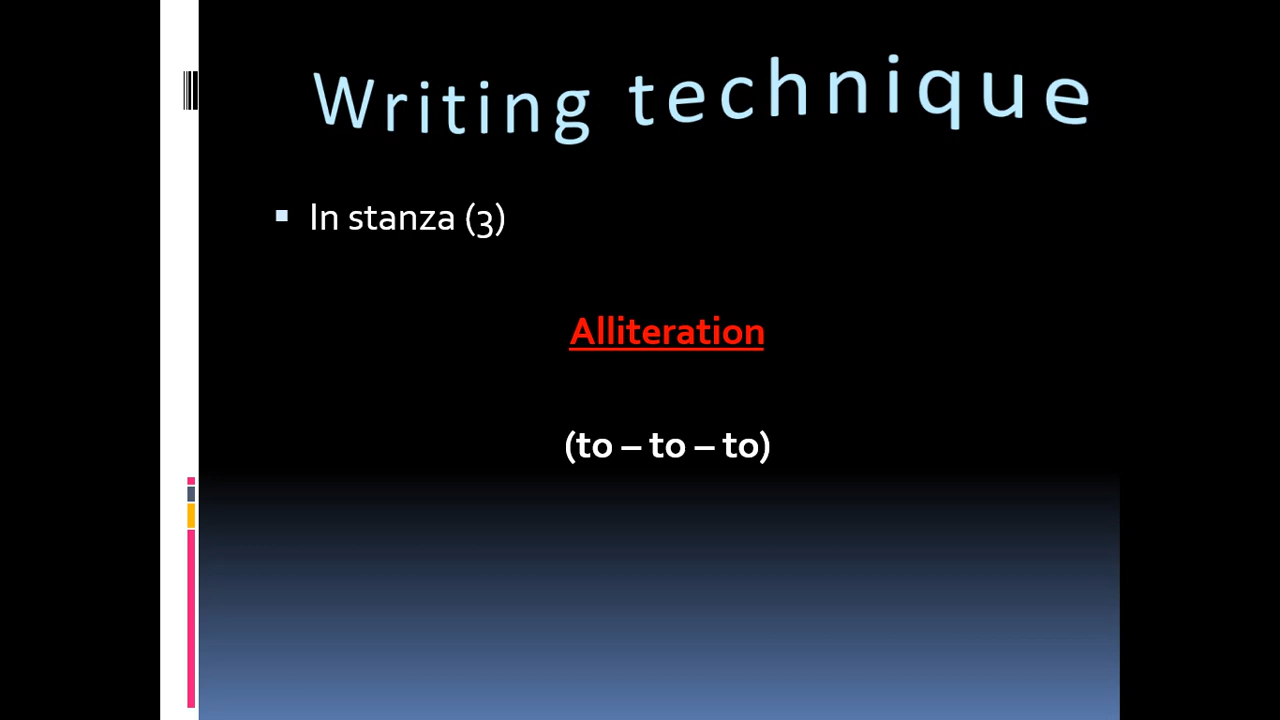 Writing technique
In stanza (3)
Alliteration
(to – to – to)